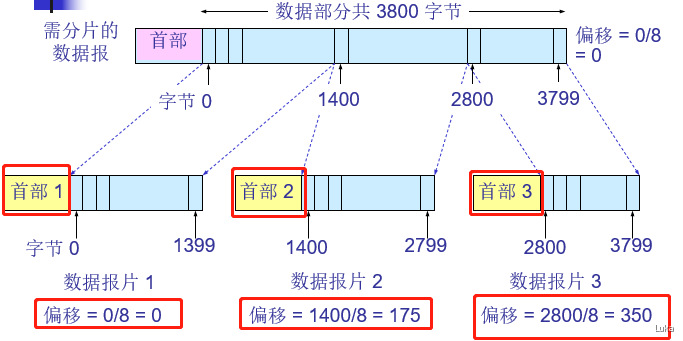 需分片的
数据报
首部
数据部分共 3800 字节
偏移 = 0/8
= 0
字节 0
1400
2800
3799
首部 1
首部 2
首部 3
字节 0
1399
1400
2799
2800
3799
数据报片 1
数据报片 2
数据报片 3
偏移 = 0/8 = 0
偏移 = 1400/8 = 175
偏移 = 2800/8 = 350
Luka